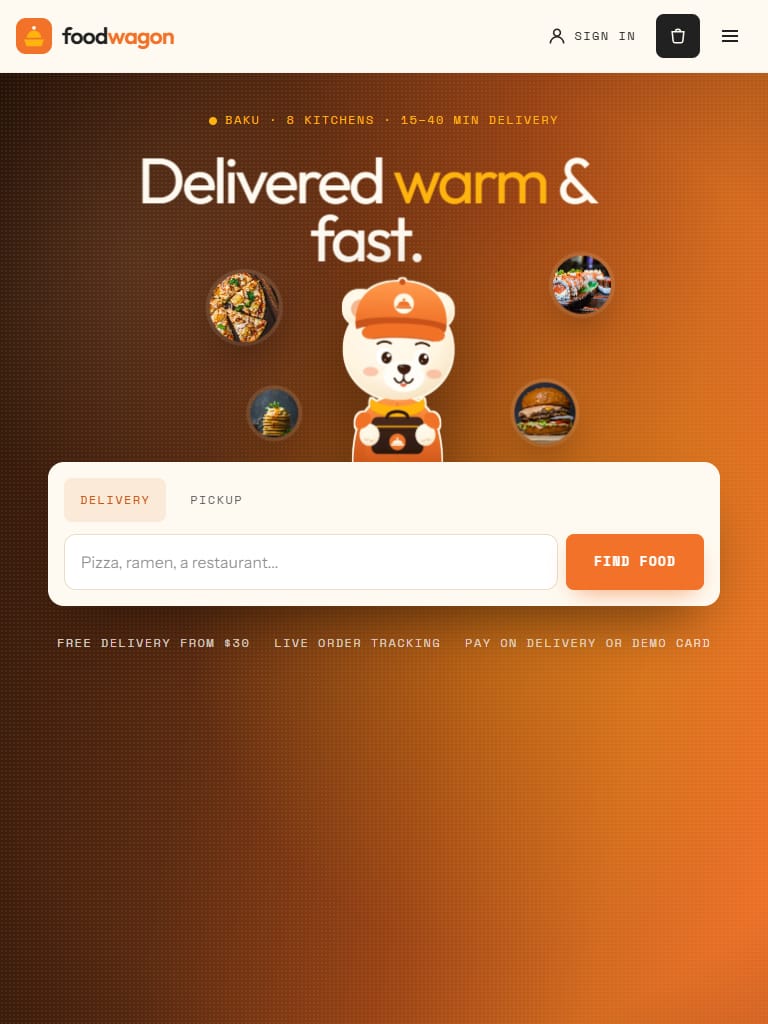 foodwagon
SIGN IN
BAKU · 8 KITCHENS · 15–40 MIN DELIVERY
Delivered warm &
fast.
DELIVERY
PICKUP
Pizza, ramen, a restaurant...
FIND FOOD
FREE DELIVERY FROM $30
LIVE ORDER TRACKING
PAY ON DELIVERY OR DEMO CARD